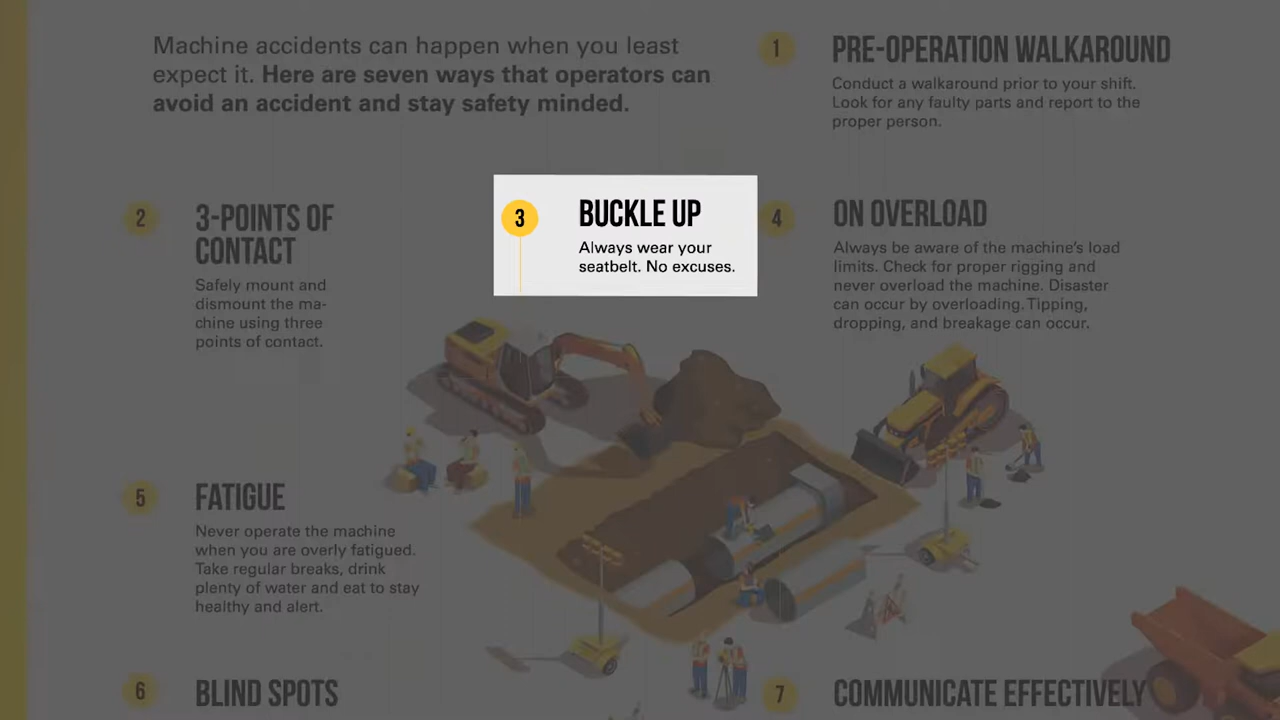 Machine accidents can happen when you least
expect it. Here are seven ways that operators can
avoid an accident and stay safety minded.
1
PRE-OPERATION WALKAROUND
Conduct a walkaround prior to your shift.
Look for any faulty parts and report to the
proper person.
2
3-POINTS OF
CONTACT
Safely mount and
dismount the ma-
chine using three
points of contact.
3
BUCKLE UP
Always wear your
seatbelt. No excuses.
4
ON OVERLOAD
Always be aware of the machine's load
limits. Check for proper rigging and
never overload the machine. Disaster
can occur by overloading. Tipping,
dropping, and breakage can occur.
5
FATIGUE
Never operate the machine
when you are overly fatigued.
Take regular breaks, drink
plenty of water and eat to stay
healthy and alert.
6
BLIND SPOTS
7
COMMUNICATE EFFECTIVELY